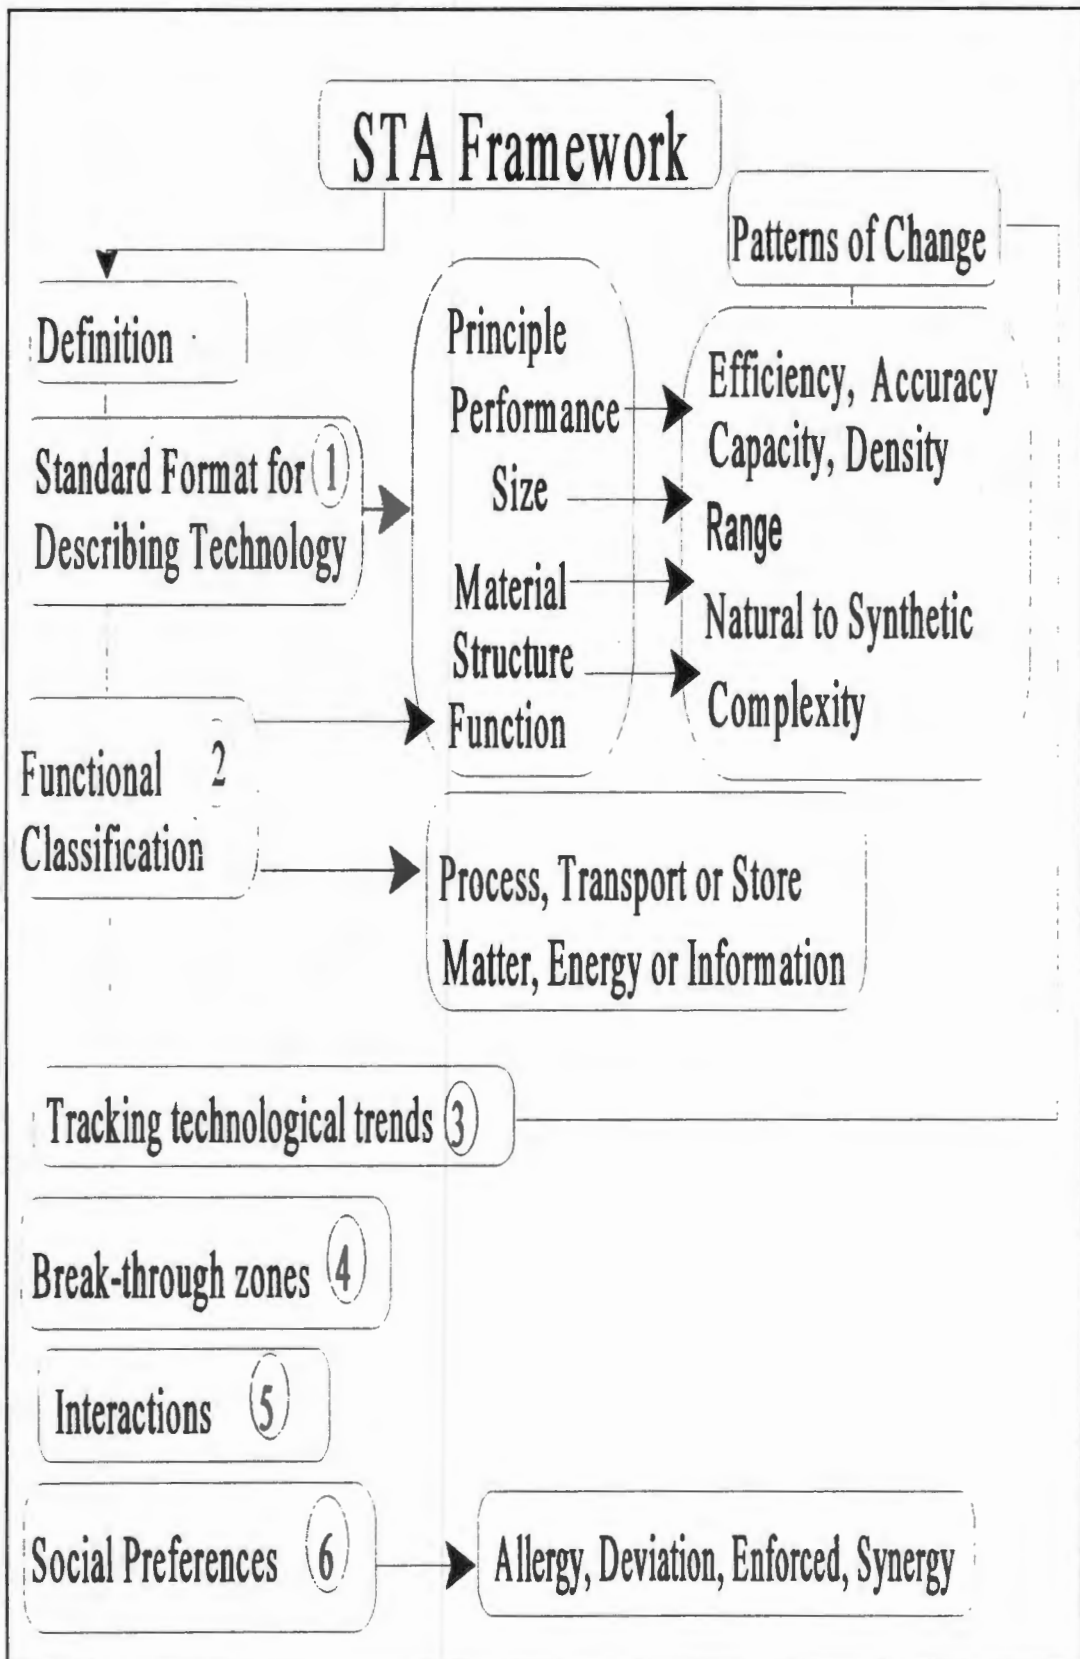 STA Framework
Patterns of Change
Definition
Standard Format for 1
Describing Technology
Principle
Performance
Size
Material
Structure
Function
Efficiency, Accuracy
Capacity, Density
Range
Natural to Synthetic
Complexity
Functional 2
Classification
Process, Transport or Store
Matter, Energy or Information
Tracking technological trends 3
Break-through zones 4
Interactions 5
Social Preferences 6
Allergy, Deviation, Enforced, Synergy